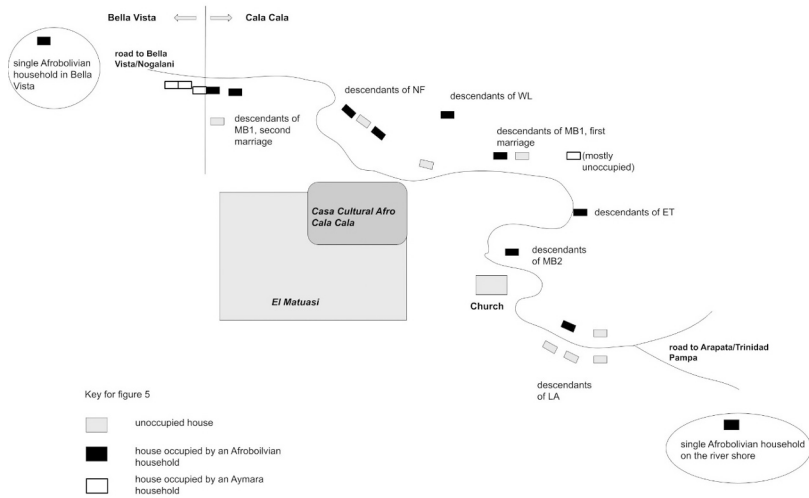 Bella Vista
Cala Cala
single Afrobolivian
household in Bella
Vista
road to Bella
Vista/Nogalani
descendants of
MB1, second
marriage
descendants of NF
descendants of WL
descendants of MB1, first
marriage
(mostly
unoccupied)
Casa Cultural Afro
Cala Cala
El Matuasi
descendants of ET
descendants
of MB2
Church
road to Arapata/Trinidad
Pampa
descendants
of LA
single Afrobolivian household
on the river shore
Key for figure 5
unoccupied house
house occupied by an Afroboilvian
household
house occupied by an Aymara
household